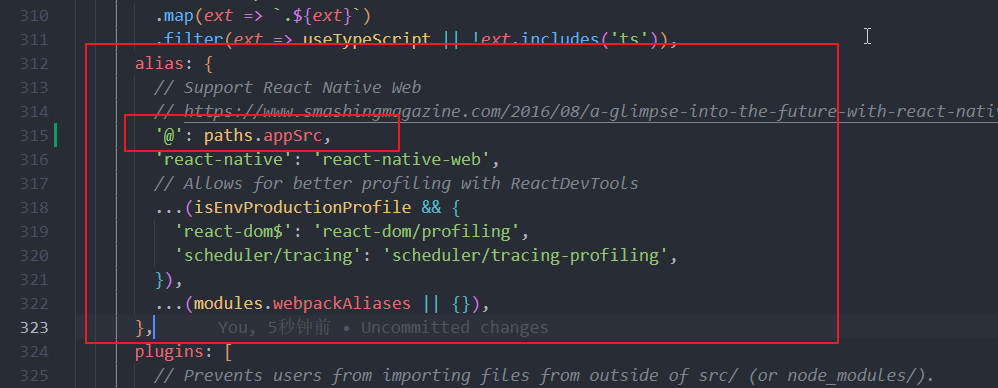 310 .map(ext => `.${ext}`)
311 .filter(ext => useTypeScript || !ext.includes('ts')),
312 alias: {
313 // Support React Native Web
314 // https://www.smashingmagazine.com/2016/08/a-glimpse-into-the-future-with-react-nati
315 '@': paths.appSrc,
316 'react-native': 'react-native-web',
317 // Allows for better profiling with ReactDevTools
318 ...(isEnvProductionProfile && {
319 'react-dom$': 'react-dom/profiling',
320 'scheduler/tracing': 'scheduler/tracing-profiling',
321 }),
322 ...(modules.webpackAliases || {}),
323 }, You, 5秒钟前 • Uncommitted changes
324 plugins: [
325 // Prevents users from importing files from outside of src/ (or node_modules/).